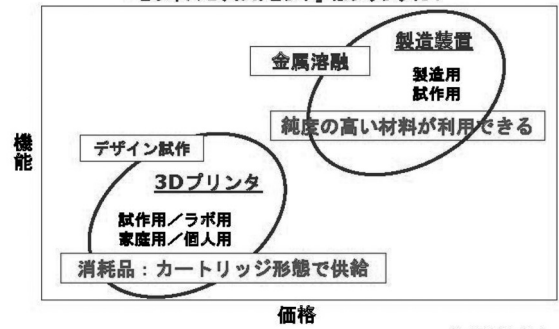 製造装置
金属溶融
製造用
試作用
純度の高い材料が利用できる
機能
デザイン試作
3Dプリンタ
試作用／ラボ用
家庭用／個人用
消耗品：カートリッジ形態で供給
価格